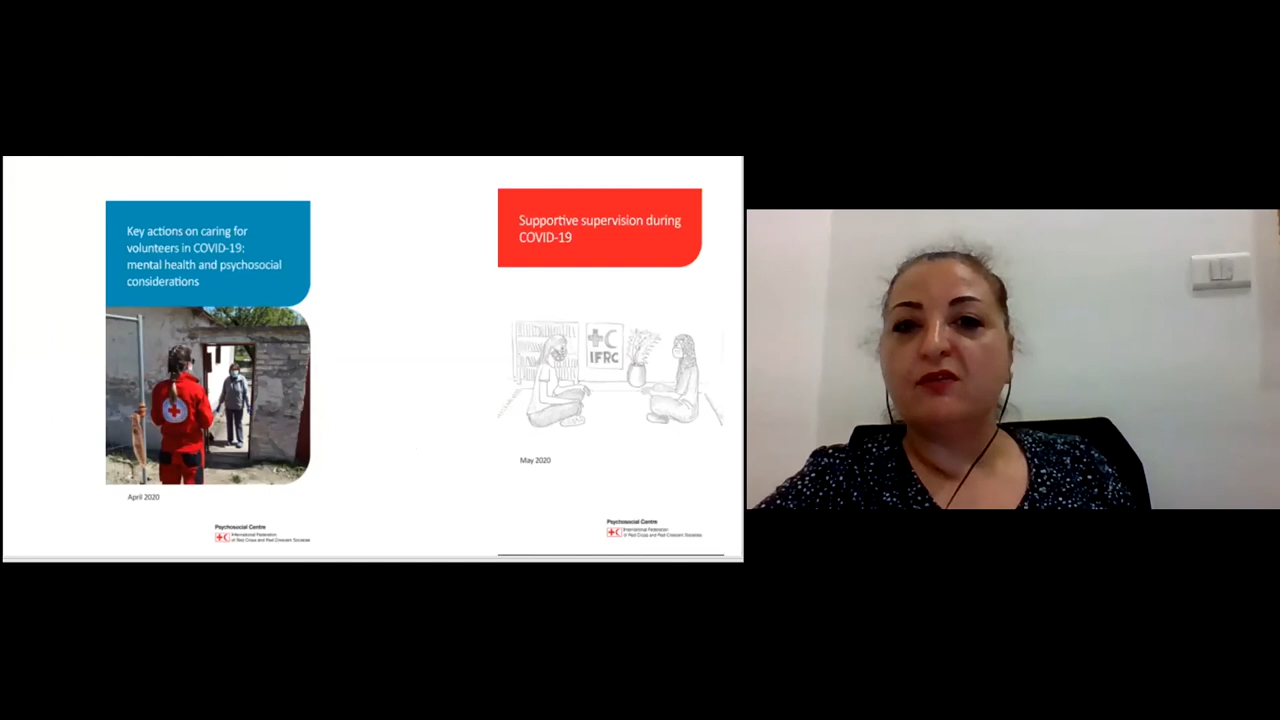 Key actions on caring for
volunteers in COVID-19:
mental health and psychosocial
considerations
April 2020
Psychosocial Centre
International Federation
of Red Cross and Red Crescent Societies
Supportive supervision during
COVID-19
IFRC
May 2020
Psychosocial Centre
International Federation
of Red Cross and Red Crescent Societies